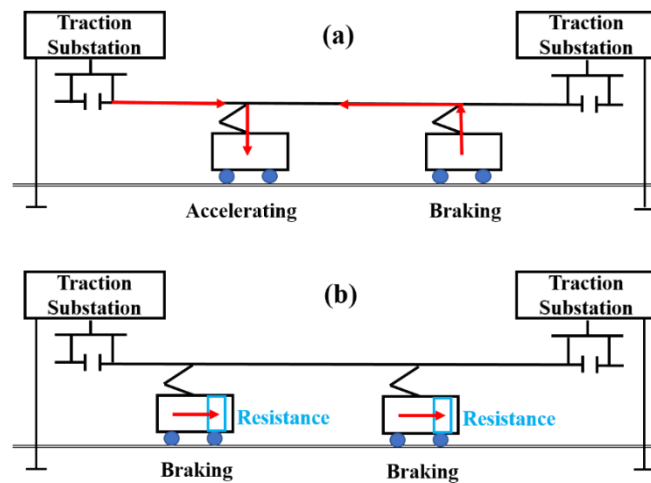 Traction
Substation
(a)
Traction
Substation
Accelerating
Braking
Traction
Substation
(b)
Traction
Substation
Resistance
Resistance
Braking
Braking